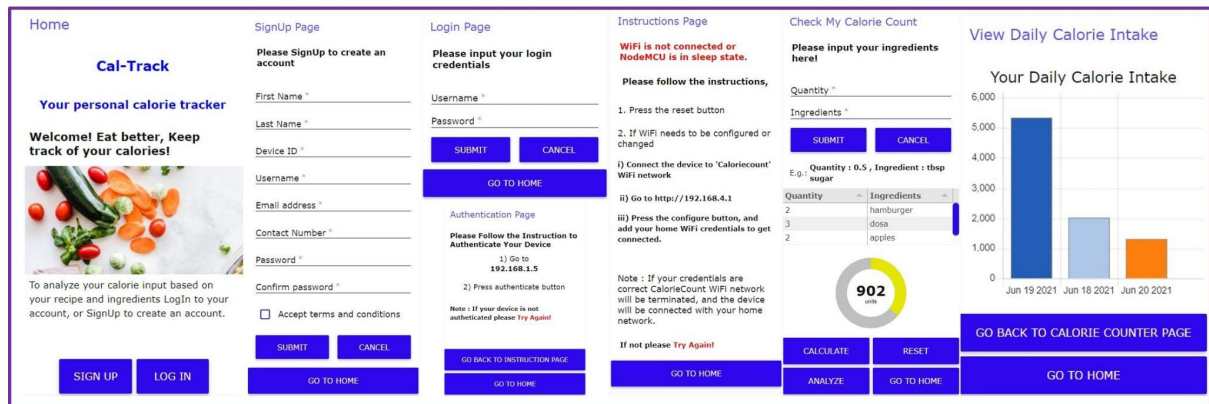 Home
Cal-Track
Your personal calorie tracker
Welcome! Eat better, Keep
track of your calories!
To analyze your calorie input based on
your recipe and ingredients LogIn to your
account, or SignUp to create an account.
SIGN UP
LOG IN
SignUp Page
Please SignUp to create an
account
First Name *
Last Name *
Device ID *
Username *
Email address *
Contact Number *
Password *
Confirm password *
Accept terms and conditions
SUBMIT
CANCEL
GO TO HOME
Login Page
Please input your login
credentials
Username *
Password *
SUBMIT
CANCEL
GO TO HOME
Authentication Page
Please Follow the Instruction to
Authenticate Your Device
1) Go to
192.168.1.5
2) Press authenticate button
Note : If your device is not
autheticated please Try Again!
GO BACK TO INSTRUCTION PAGE
GO TO HOME
Instructions Page
WiFi is not connected or
NodeMCU is in sleep state.
Please follow the instructions,
1. Press the reset button
2. If WiFi needs to be configured or
changed
i) Connect the device to 'Caloriecount'
WiFi network
ii) Go to http://192.168.4.1
iii) Press the configure button, and
add your home WiFi credentials to get
connected.
Note : If your credentials are
correct CalorieCount WiFi network
will be terminated, and the device
will be connected with your home
network.
If not please Try Again!
GO TO HOME
Check My Calorie Count
Please input your ingredients
here!
Quantity *
Ingredients *
SUBMIT
CANCEL
E.g.: Quantity : 0.5 , Ingredient : tbsp
sugar
Quantity Ingredients
2 hamburger
3 dosa
2 apples
902
units
CALCULATE
RESET
ANALYZE
GO TO HOME
View Daily Calorie Intake
Your Daily Calorie Intake
6,000
5,000
4,000
3,000
2,000
1,000
0
Jun 19 2021 Jun 18 2021 Jun 20 2021
GO BACK TO CALORIE COUNTER PAGE
GO TO HOME